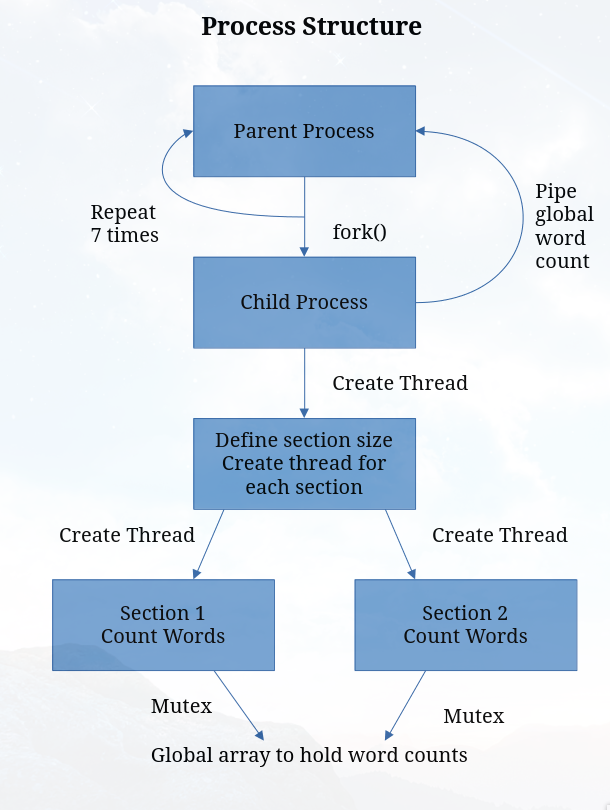 Process Structure
Parent Process
Repeat
7 times
fork()
Pipe
global
word
count
Child Process
Create Thread
Define section size
Create thread for
each section
Create Thread
Create Thread
Section 1
Count Words
Section 2
Count Words
Mutex
Mutex
Global array to hold word counts